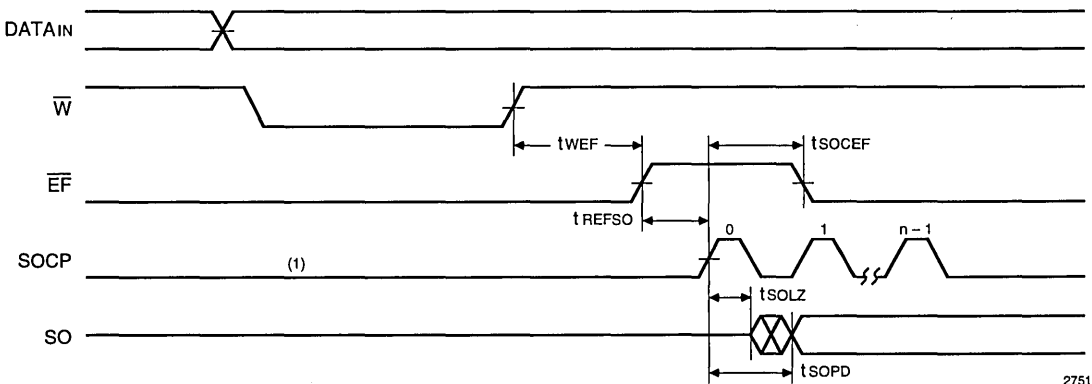 DATAIN
W
tWEF
tSOCEF
EF
tREFSO
0
1
n – 1
SOCP
(1)
tSOLZ
SO
tSOPD
2751